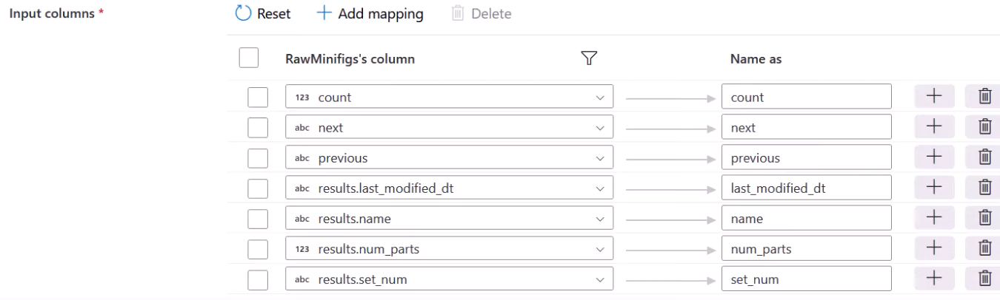 Input columns *
Reset + Add mapping Delete
RawMinifigs's column Name as
123 count count
abc next next
abc previous previous
abc results.last_modified_dt last_modified_dt
abc results.name name
123 results.num_parts num_parts
abc results.set_num set_num